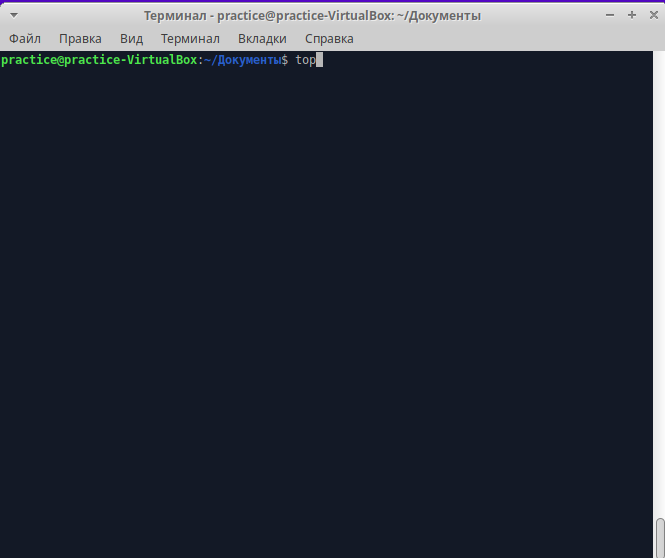 Терминал - practice@practice-VirtualBox: ~/Документы
Файл Правка Вид Терминал Вкладки Справка
practice@practice-VirtualBox:~/Документы$ top